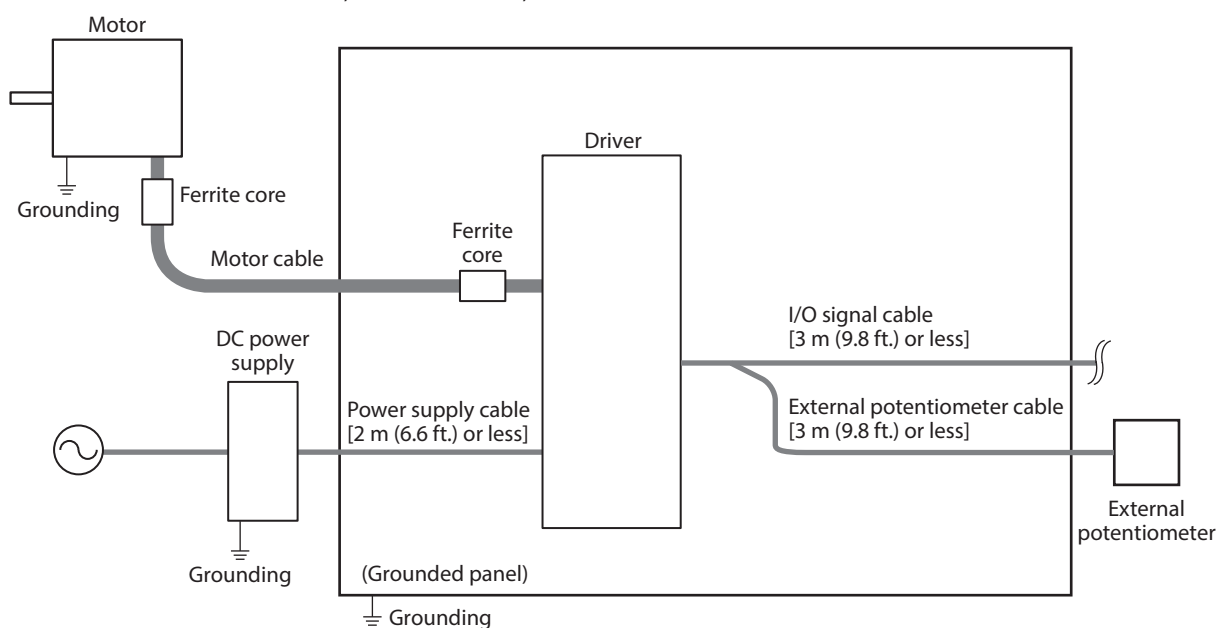 Motor
Driver
Ferrite core
Grounding
Ferrite
core
Motor cable
I/O signal cable
[3 m (9.8 ft.) or less]
DC power
supply
Power supply cable
[2 m (6.6 ft.) or less]
External potentiometer cable
[3 m (9.8 ft.) or less]
External
potentiometer
Grounding
(Grounded panel)
Grounding